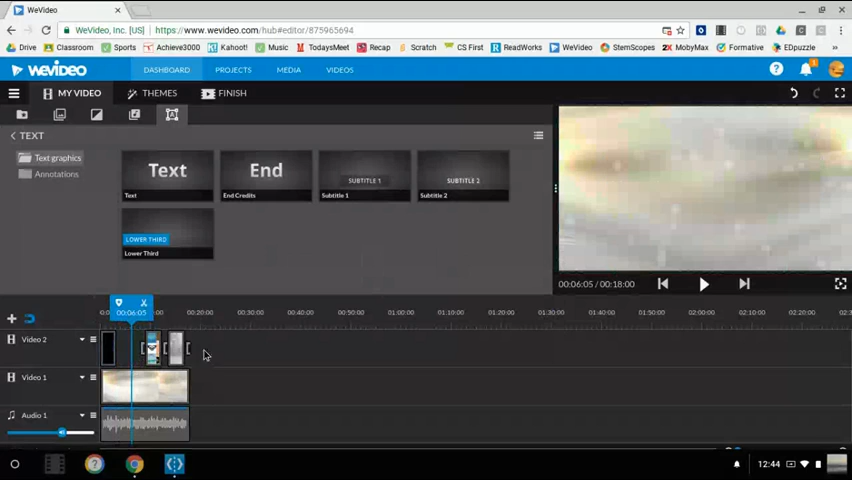 WeVideo
WeVideo, Inc. [US] https://www.wevideo.com/hub#editor/875965694
Drive Classroom Sports Achieve3000 Kahoot! Music TodaysMeet Recap Scratch CS First ReadWorks WeVideo StemScopes MobyMax Formative EDpuzzle
WEVIDEO DASHBOARD PROJECTS MEDIA VIDEOS ? 1
MY VIDEO THEMES FINISH
TEXT
Text graphics
Annotations
Text End SUBTITLE 1 SUBTITLE 2
Text End Credits Subtitle 1 Subtitle 2
LOWER THIRD
Lower Third
00:06:05 / 00:18:00
00:06:05 00:20:00 00:30:00 00:40:00 00:50:00 01:00:00 01:10:00 01:20:00 01:30:00 01:40:00 01:50:00 02:00:00 02:10:00 02:20:00
Video 2
Video 1
Audio 1
12:44